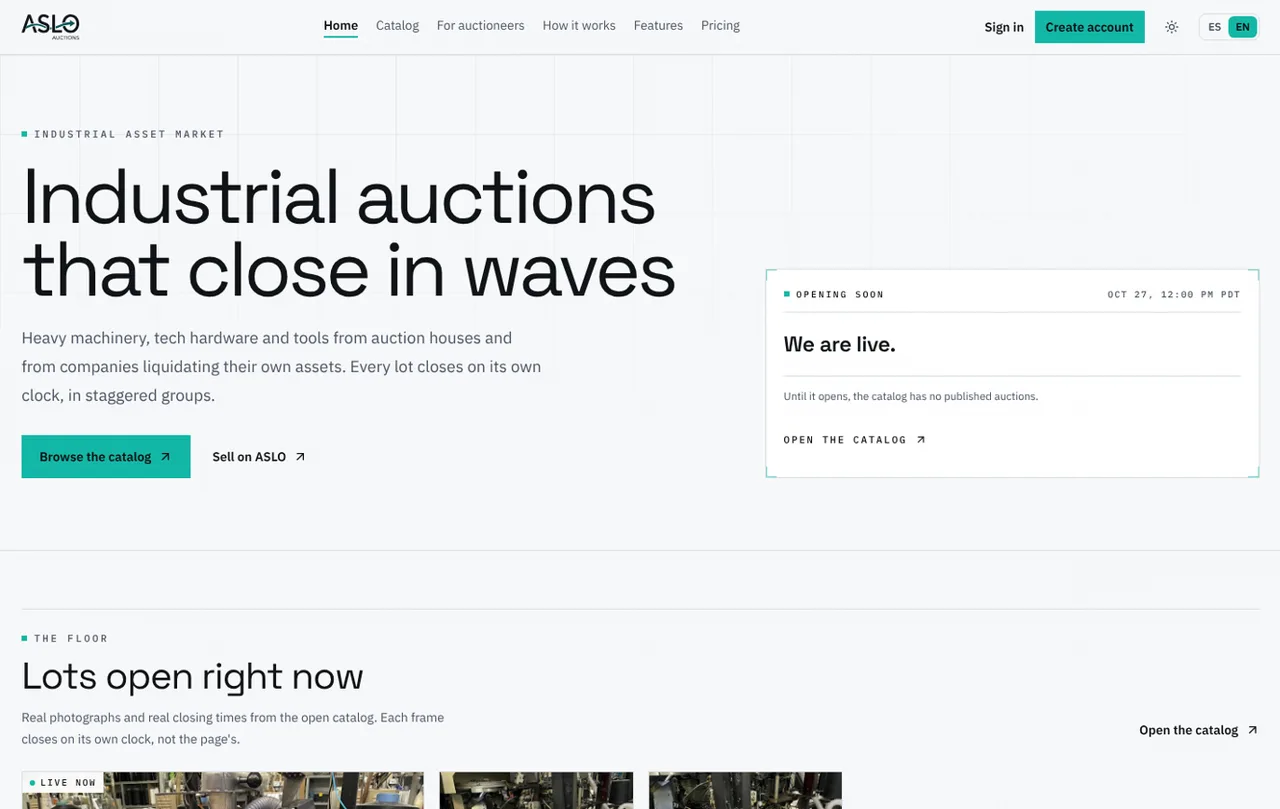 ASLO
AUCTIONS
Home
Catalog
For auctioneers
How it works
Features
Pricing
Sign in
Create account
ES
EN
INDUSTRIAL ASSET MARKET
Industrial auctions
that close in waves
Heavy machinery, tech hardware and tools from auction houses and
from companies liquidating their own assets. Every lot closes on its own
clock, in staggered groups.
Browse the catalog
Sell on ASLO
OPENING SOON
OCT 27, 12:00 PM PDT
We are live.
Until it opens, the catalog has no published auctions.
OPEN THE CATALOG
THE FLOOR
Lots open right now
Real photographs and real closing times from the open catalog. Each frame
closes on its own clock, not the page's.
Open the catalog
LIVE NOW